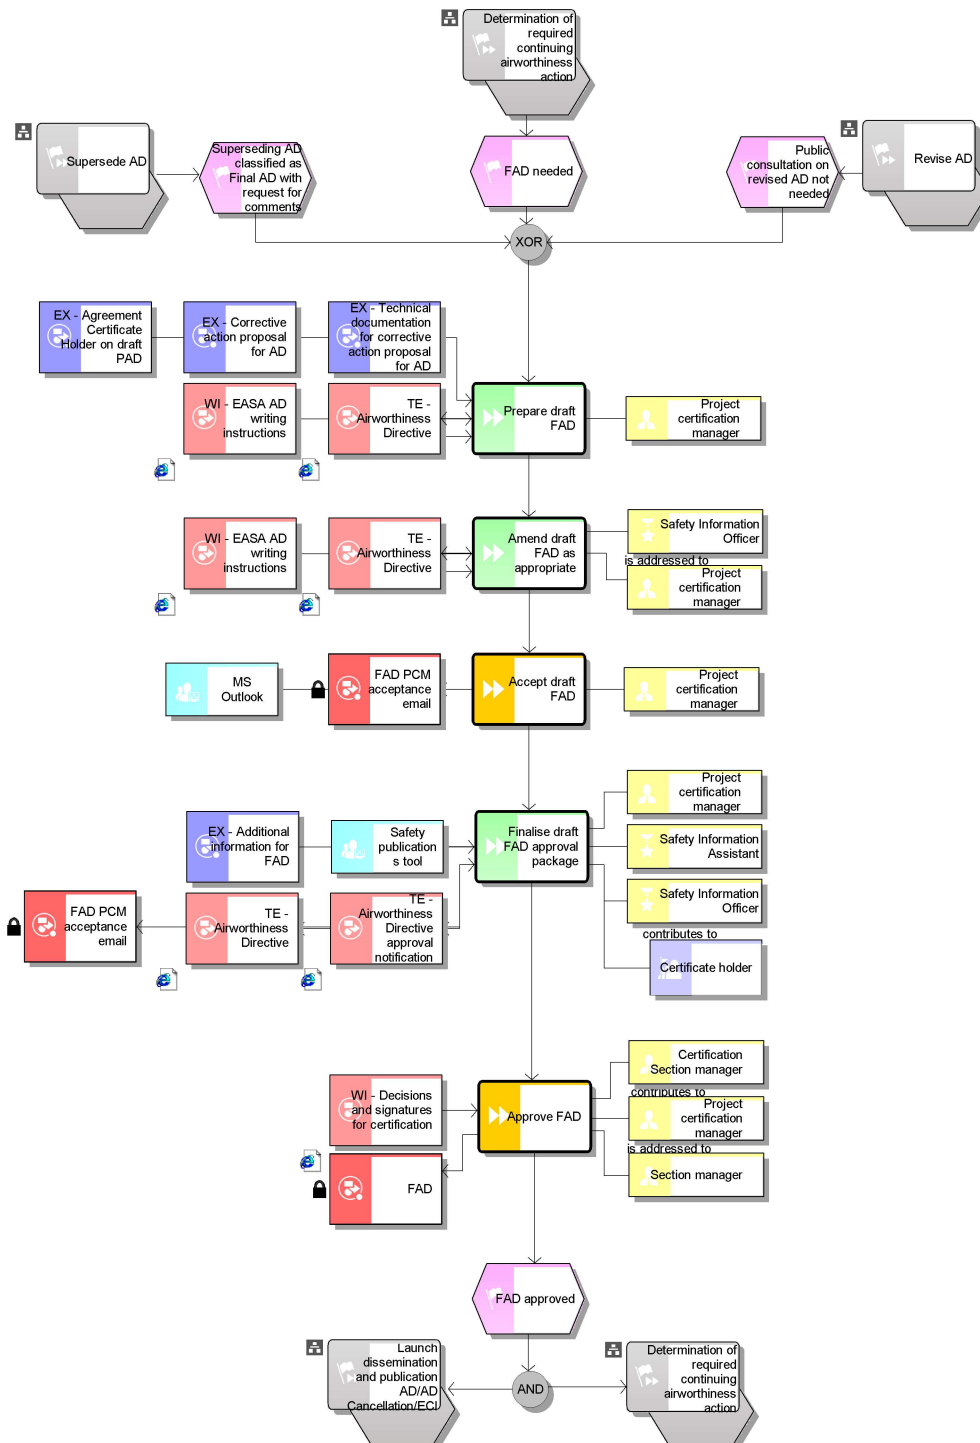 Determination of
required
continuing
airworthiness
action
Supersede AD
Superseding AD
classified as
Final AD with
request for
comments
FAD needed
Public
consultation on
revised AD not
needed
Revise AD
XOR
EX - Agreement
Certificate
Holder on draft
PAD
EX - Corrective
action proposal
for AD
EX - Technical
documentation
for corrective
action proposal
for AD
WI - EASA AD
writing
instructions
TE -
Airworthiness
Directive
Prepare draft
FAD
Project
certification
manager
WI - EASA AD
writing
instructions
TE -
Airworthiness
Directive
Amend draft
FAD as
appropriate
Safety Information
Officer
is addressed to
Project
certification
manager
MS
Outlook
FAD PCM
acceptance
email
Accept draft
FAD
Project
certification
manager
EX - Additional
information for
FAD
Safety
publication
s tool
Finalise draft
FAD approval
package
Project
certification
manager
Safety Information
Assistant
Safety Information
Officer
contributes to
Certificate holder
FAD PCM
acceptance
email
TE -
Airworthiness
Directive
TE -
Airworthiness
Directive
approval
notification
WI - Decisions
and signatures
for certification
Approve FAD
Certification
Section manager
contributes to
Project
certification
manager
is addressed to
Section manager
FAD
FAD approved
AND
Launch
dissemination
and publication
AD/AD
Cancellation/ECI
Determination of
required
continuing
airworthiness
action